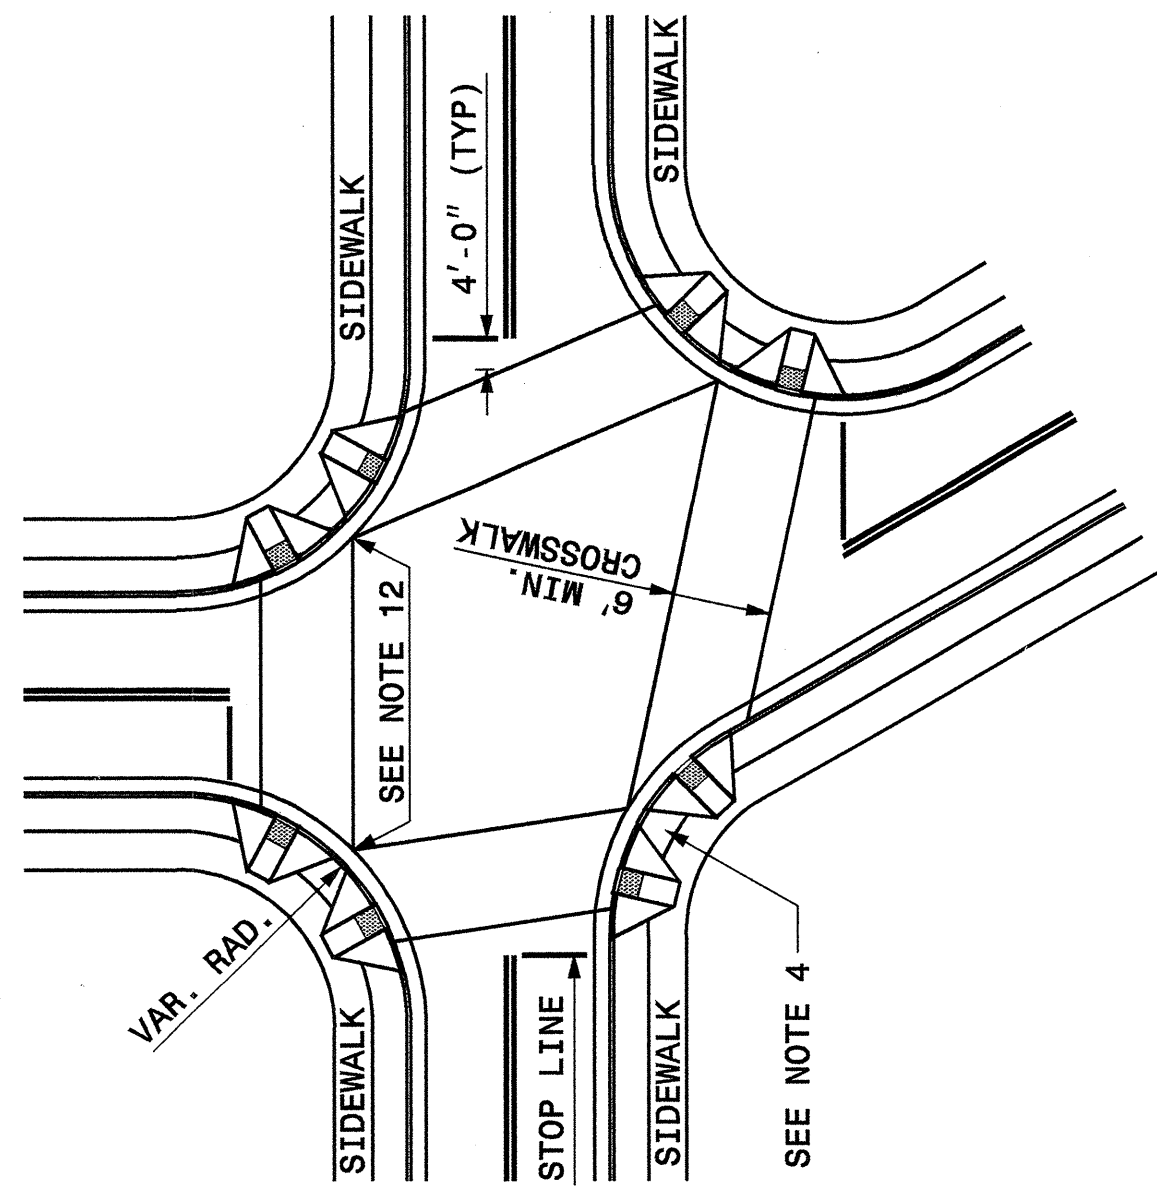 SIDEWALK
4'-0" (TYP)
SIDEWALK
6' MIN.
CROSSWALK
SEE NOTE 12
VAR. RAD.
SIDEWALK
STOP LINE
SIDEWALK
SEE NOTE 4